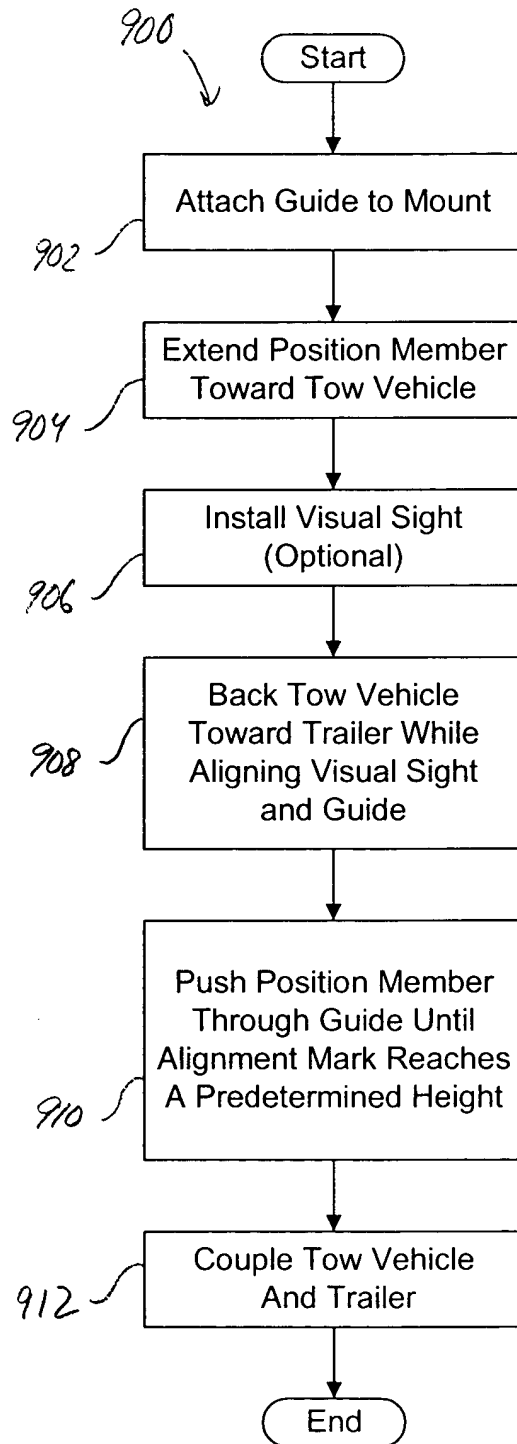 900
Start
Attach Guide to Mount
902
Extend Position Member
Toward Tow Vehicle
904
Install Visual Sight
(Optional)
906
Back Tow Vehicle
Toward Trailer While
Aligning Visual Sight
and Guide
908
Push Position Member
Through Guide Until
Alignment Mark Reaches
A Predetermined Height
910
Couple Tow Vehicle
And Trailer
912
End